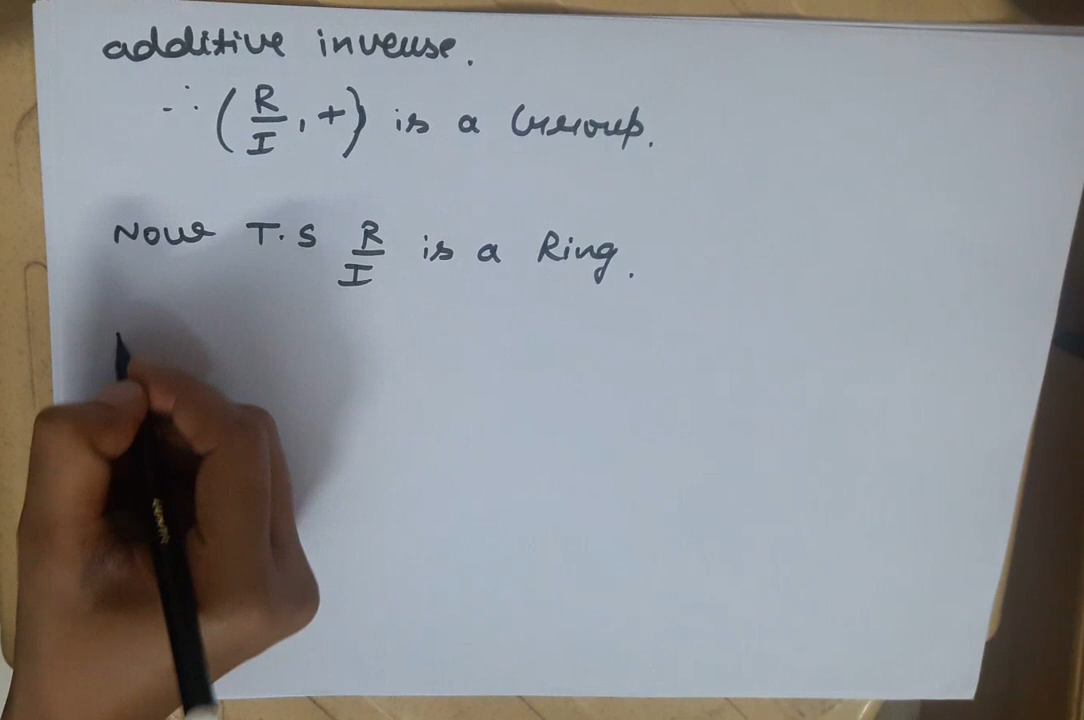 additive inverse.
∴ (R/I, +) is a Group.
Now T.S R/I is a Ring.